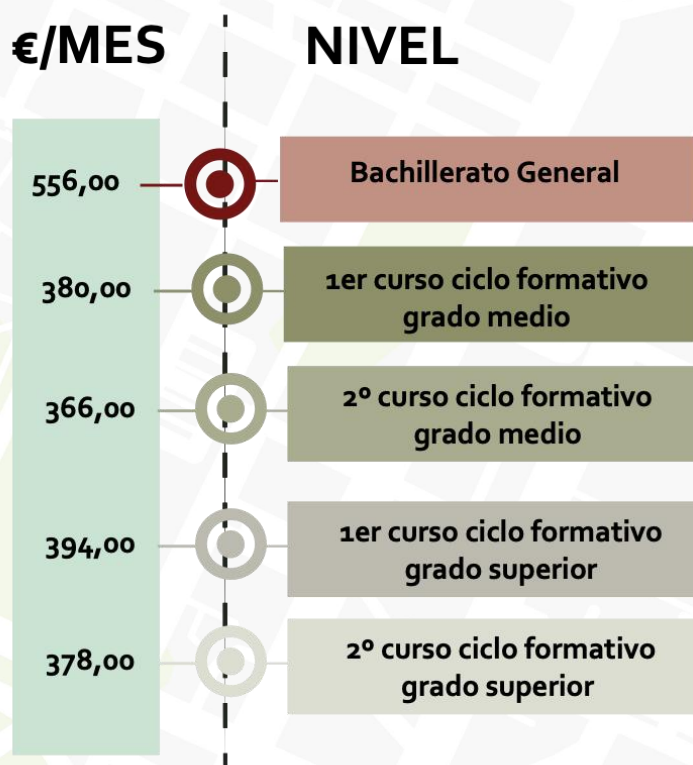 €/MES
NIVEL
556,00
Bachillerato General
380,00
1er curso ciclo formativo
grado medio
366,00
2º curso ciclo formativo
grado medio
394,00
1er curso ciclo formativo
grado superior
378,00
2º curso ciclo formativo
grado superior